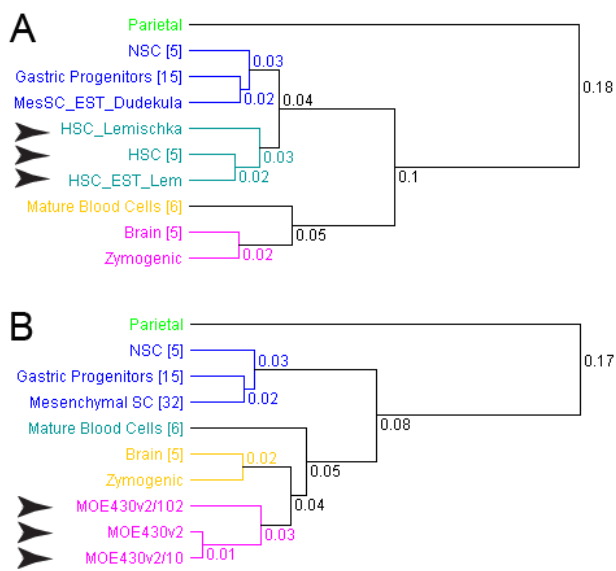 A
Parietal
NSC [5]
0.03
Gastric Progenitors [15]
0.02
MesSC_EST_Dudekula
0.04
0.18
HSC_Lemischka
HSC [5]
0.03
HSC_EST_Lem
0.02
0.1
Mature Blood Cells [6]
Brain [5]
0.05
Zymogenic
0.02
B
Parietal
NSC [5]
0.03
0.17
Gastric Progenitors [15]
Mesenchymal SC [32]
0.02
0.08
Mature Blood Cells [6]
Brain [5]
0.02
0.05
Zymogenic
MOE430v2/102
0.04
MOE430v2
0.03
MOE430v2/10
0.01